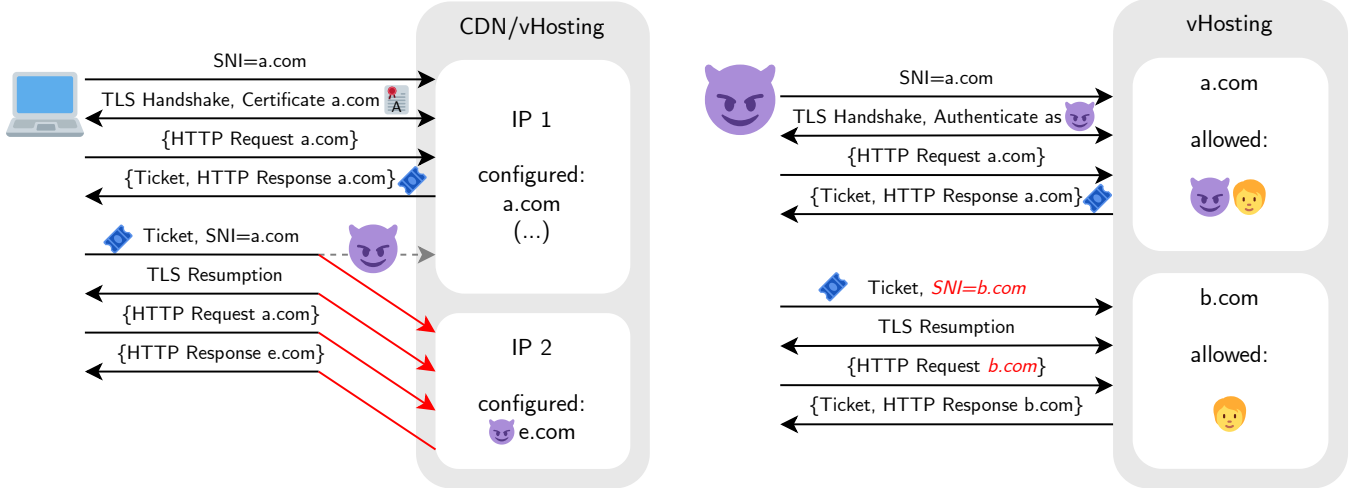 CDN/vHosting
SNI=a.com
TLS Handshake, Certificate a.com
A
{HTTP Request a.com}
{Ticket, HTTP Response a.com}
IP 1
configured:
a.com
(...)
Ticket, SNI=a.com
TLS Resumption
{HTTP Request a.com}
{HTTP Response e.com}
IP 2
configured:
e.com
vHosting
SNI=a.com
TLS Handshake, Authenticate as
{HTTP Request a.com}
{Ticket, HTTP Response a.com}
a.com
allowed:
Ticket, SNI=b.com
TLS Resumption
{HTTP Request b.com}
{Ticket, HTTP Response b.com}
b.com
allowed: